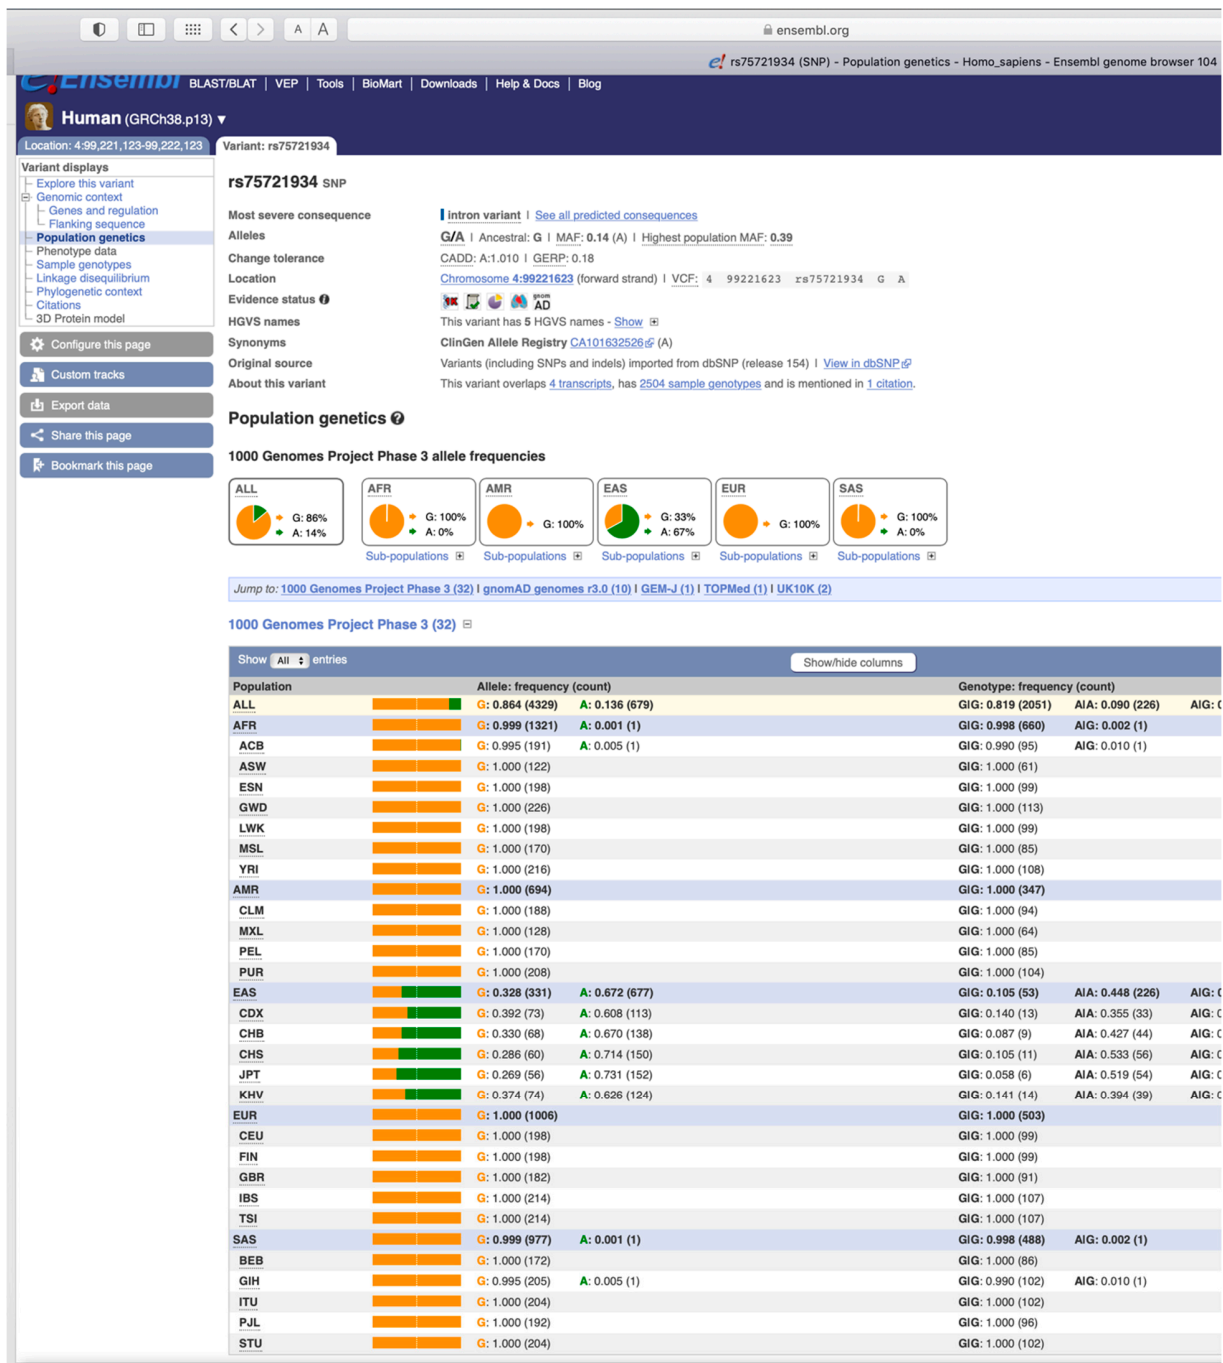 A A ensembl.org
rs75721934 (SNP) - Population genetics - Homo_sapiens - Ensembl genome browser 104
Ensembl BLAST/BLAT | VEP | Tools | BioMart | Downloads | Help & Docs | Blog
Human (GRCh38.p13) ▼
Location: 4:99,221,123-99,222,123 Variant: rs75721934
Variant displays
Explore this variant
Genomic context
Genes and regulation
Flanking sequence
Population genetics
Phenotype data
Sample genotypes
Linkage disequilibrium
Phylogenetic context
Citations
3D Protein model
Configure this page
Custom tracks
Export data
Share this page
Bookmark this page
rs75721934 SNP
Most severe consequence intron variant | See all predicted consequences
Alleles G/A | Ancestral: G | MAF: 0.14 (A) | Highest population MAF: 0.39
Change tolerance CADD: A:1.010 | GERP: 0.18
Location Chromosome 4:99221623 (forward strand) | VCF: 4 99221623 rs75721934 G A
Evidence status gnom AD
HGVS names This variant has 5 HGVS names - Show
Synonyms ClinGen Allele Registry CA101632526 (A)
Original source Variants (including SNPs and indels) imported from dbSNP (release 154) | View in dbSNP
About this variant This variant overlaps 4 transcripts, has 2504 sample genotypes and is mentioned in 1 citation.
Population genetics
1000 Genomes Project Phase 3 allele frequencies
ALL AFR AMR EAS EUR SAS
G: 86% G: 100% G: 100% G: 33% G: 100% G: 100%
A: 14% A: 0% A: 67% A: 0%
Sub-populations Sub-populations Sub-populations Sub-populations Sub-populations
Jump to: 1000 Genomes Project Phase 3 (32) | gnomAD genomes r3.0 (10) | GEM-J (1) | TOPMed (1) | UK10K (2)
1000 Genomes Project Phase 3 (32)
Show All entries Show/hide columns
Population Allele: frequency (count) Genotype: frequency (count)
ALL G: 0.864 (4329) A: 0.136 (679) G|G: 0.819 (2051) A|A: 0.090 (226) A|G:
AFR G: 0.999 (1321) A: 0.001 (1) G|G: 0.998 (660) A|G: 0.002 (1)
ACB G: 0.995 (191) A: 0.005 (1) G|G: 0.990 (95) A|G: 0.010 (1)
ASW G: 1.000 (122) G|G: 1.000 (61)
ESN G: 1.000 (198) G|G: 1.000 (99)
GWD G: 1.000 (226) G|G: 1.000 (113)
LWK G: 1.000 (198) G|G: 1.000 (99)
MSL G: 1.000 (170) G|G: 1.000 (85)
YRI G: 1.000 (216) G|G: 1.000 (108)
AMR G: 1.000 (694) G|G: 1.000 (347)
CLM G: 1.000 (188) G|G: 1.000 (94)
MXL G: 1.000 (128) G|G: 1.000 (64)
PEL G: 1.000 (170) G|G: 1.000 (85)
PUR G: 1.000 (208) G|G: 1.000 (104)
EAS G: 0.328 (331) A: 0.672 (677) G|G: 0.105 (53) A|A: 0.448 (226) A|G:
CDX G: 0.392 (73) A: 0.608 (113) G|G: 0.140 (13) A|A: 0.355 (33) A|G:
CHB G: 0.330 (68) A: 0.670 (138) G|G: 0.087 (9) A|A: 0.427 (44) A|G:
CHS G: 0.286 (60) A: 0.714 (150) G|G: 0.105 (11) A|A: 0.533 (56) A|G:
JPT G: 0.269 (56) A: 0.731 (152) G|G: 0.058 (6) A|A: 0.519 (54) A|G:
KHV G: 0.374 (74) A: 0.626 (124) G|G: 0.141 (14) A|A: 0.394 (39) A|G:
EUR G: 1.000 (1006) G|G: 1.000 (503)
CEU G: 1.000 (198) G|G: 1.000 (99)
FIN G: 1.000 (198) G|G: 1.000 (99)
GBR G: 1.000 (182) G|G: 1.000 (91)
IBS G: 1.000 (214) G|G: 1.000 (107)
TSI G: 1.000 (214) G|G: 1.000 (107)
SAS G: 0.999 (977) A: 0.001 (1) G|G: 0.998 (488) A|G: 0.002 (1)
BEB G: 1.000 (172) G|G: 1.000 (86)
GIH G: 0.995 (205) A: 0.005 (1) G|G: 0.990 (102) A|G: 0.010 (1)
ITU G: 1.000 (204) G|G: 1.000 (102)
PJL G: 1.000 (192) G|G: 1.000 (96)
STU G: 1.000 (204) G|G: 1.000 (102)